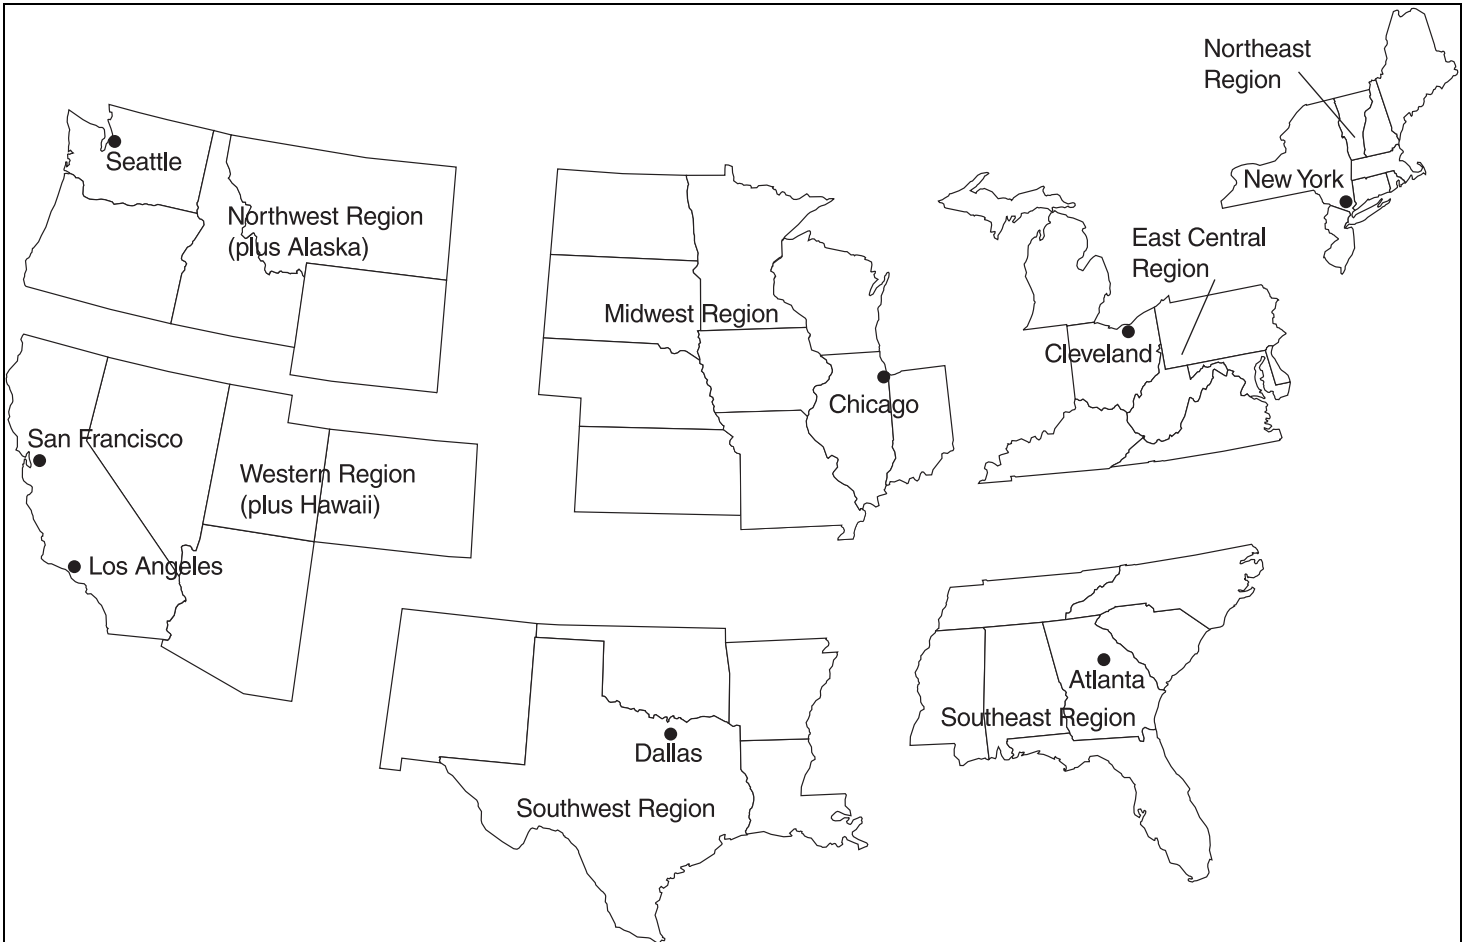 Northeast
Region
Seattle
New York
Northwest Region
(plus Alaska)
East Central
Region
Midwest Region
Cleveland
Chicago
San Francisco
Western Region
(plus Hawaii)
Los Angeles
Atlanta
Southeast Region
Dallas
Southwest Region